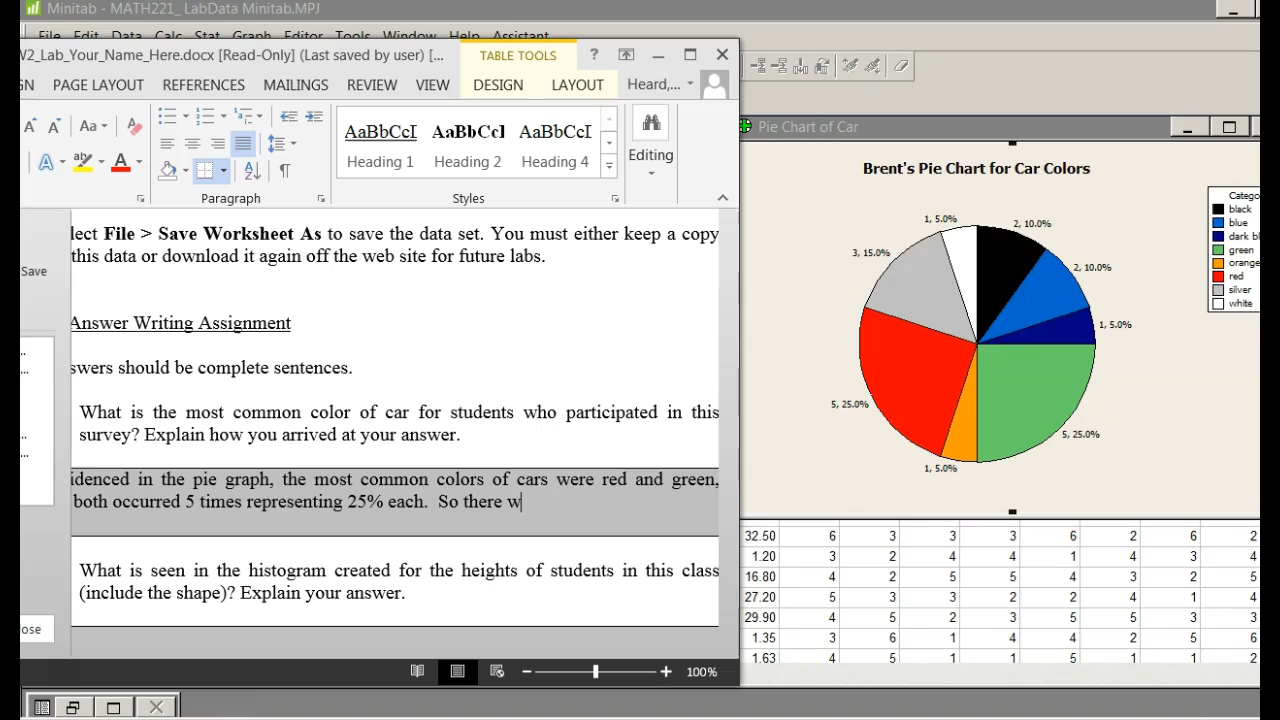 Minitab - MATH221_ LabData Minitab.MPJ
File Edit Data Calc Stat Graph Editor Tools Window Help Assistant
W2_Lab_Your_Name_Here.docx [Read-Only] (Last saved by user) [...
TABLE TOOLS
?
GN PAGE LAYOUT REFERENCES MAILINGS REVIEW VIEW DESIGN LAYOUT Heard,...
A A Aa
AaBbCcI AaBbCcI AaBbCcI
Heading 1 Heading 2 Heading 4
Editing
Paragraph Styles
lect File > Save Worksheet As to save the data set. You must either keep a copy
this data or download it again off the web site for future labs.
Save
Answer Writing Assignment
swers should be complete sentences.
What is the most common color of car for students who participated in this
survey? Explain how you arrived at your answer.
idenced in the pie graph, the most common colors of cars were red and green,
both occurred 5 times representing 25% each. So there w
What is seen in the histogram created for the heights of students in this class
(include the shape)? Explain your answer.
lose
100%
Pie Chart of Car
Brent's Pie Chart for Car Colors
1, 5.0%
2, 10.0%
3, 15.0%
2, 10.0%
1, 5.0%
5, 25.0%
5, 25.0%
1, 5.0%
Catego
black
blue
dark bl
green
orange
red
silver
white
32.50 6 3 3 3 6 2 6 2
1.20 3 2 4 4 1 4 3 4
16.80 4 2 5 5 4 3 2 5
27.20 5 3 3 2 2 4 1 4
29.90 4 5 2 3 5 5 3 3
1.35 3 6 1 4 4 2 5 6
1.63 4 5 1 1 5 1 1 2